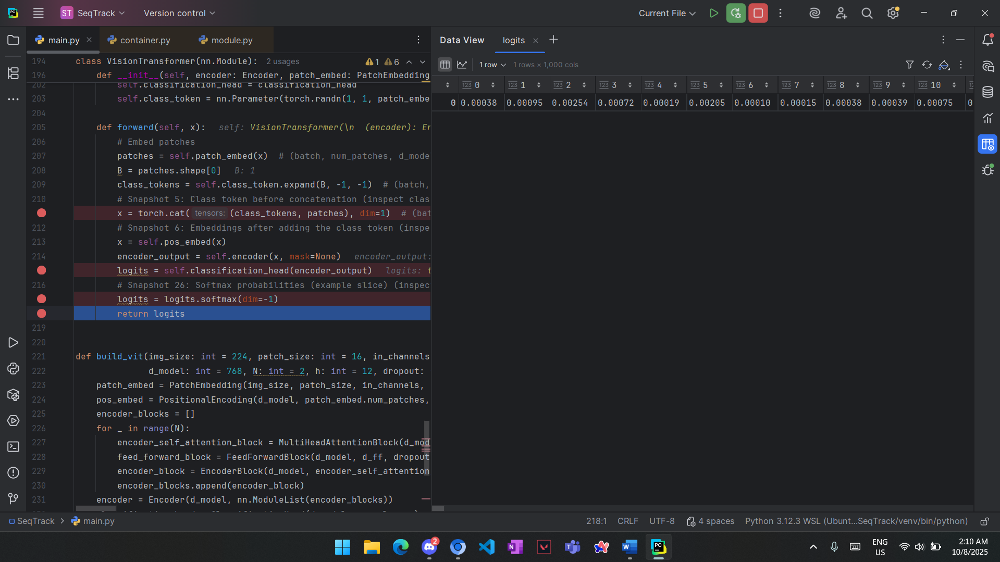 ST SeqTrack Version control Current File
main.py container.py module.py
194 class VisionTransformer(nn.Module): 2 usages 1 6
196 def __init__(self, encoder: Encoder, patch_embed: PatchEmbedding
202 self.classification_head = classification_head
203 self.class_token = nn.Parameter(torch.randn(1, 1, patch_embe
204
205 def forward(self, x): self: VisionTransformer(\n (encoder): En
206 # Embed patches
207 patches = self.patch_embed(x) # (batch, num_patches, d_mode
208 B = patches.shape[0] B: 1
209 class_tokens = self.class_token.expand(B, -1, -1) # (batch,
210 # Snapshot 5: Class token before concatenation (inspect clas
x = torch.cat( tensors: (class_tokens, patches), dim=1) # (bat
212 # Snapshot 6: Embeddings after adding the class token (inspe
213 x = self.pos_embed(x)
214 encoder_output = self.encoder(x, mask=None) encoder_output:
logits = self.classification_head(encoder_output) logits: t
216 # Snapshot 26: Softmax probabilities (example slice) (inspec
logits = logits.softmax(dim=-1)
return logits
219
220
221 def build_vit(img_size: int = 224, patch_size: int = 16, in_channels
222 d_model: int = 768, N: int = 2, h: int = 12, dropout:
223 patch_embed = PatchEmbedding(img_size, patch_size, in_channels,
224 pos_embed = PositionalEncoding(d_model, patch_embed.num_patches,
225 encoder_blocks = []
226 for _ in range(N):
227 encoder_self_attention_block = MultiHeadAttentionBlock(d_mod
228 feed_forward_block = FeedForwardBlock(d_model, d_ff, dropout
229 encoder_block = EncoderBlock(d_model, encoder_self_attention
230 encoder_blocks.append(encoder_block)
231 encoder = Encoder(d_model, nn.ModuleList(encoder_blocks))
Data View logits
1 row 1 rows × 1,000 cols
123 0 123 1 123 2 123 3 123 4 123 5 123 6 123 7 123 8 123 9 123 10
0 0.00038 0.00095 0.00254 0.00072 0.00019 0.00205 0.00010 0.00015 0.00038 0.00039 0.00075 0
SeqTrack main.py 218:1 CRLF UTF-8 4 spaces Python 3.12.3 WSL (Ubunt...SeqTrack/venv/bin/python)
2
ENG
US
2:10 AM
10/8/2025